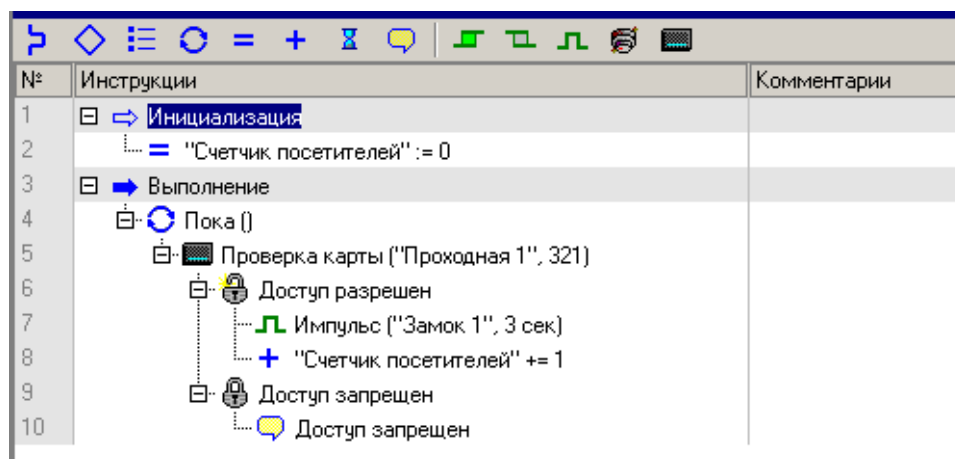 № Инструкции Комментарии
1 Инициализация
2 = "Счетчик посетителей" := 0
3 Выполнение
4 Пока ()
5 Проверка карты ("Проходная 1", 321)
6 Доступ разрешен
7 Импульс ("Замок 1", 3 сек)
8 + "Счетчик посетителей" += 1
9 Доступ запрещен
10 Доступ запрещен